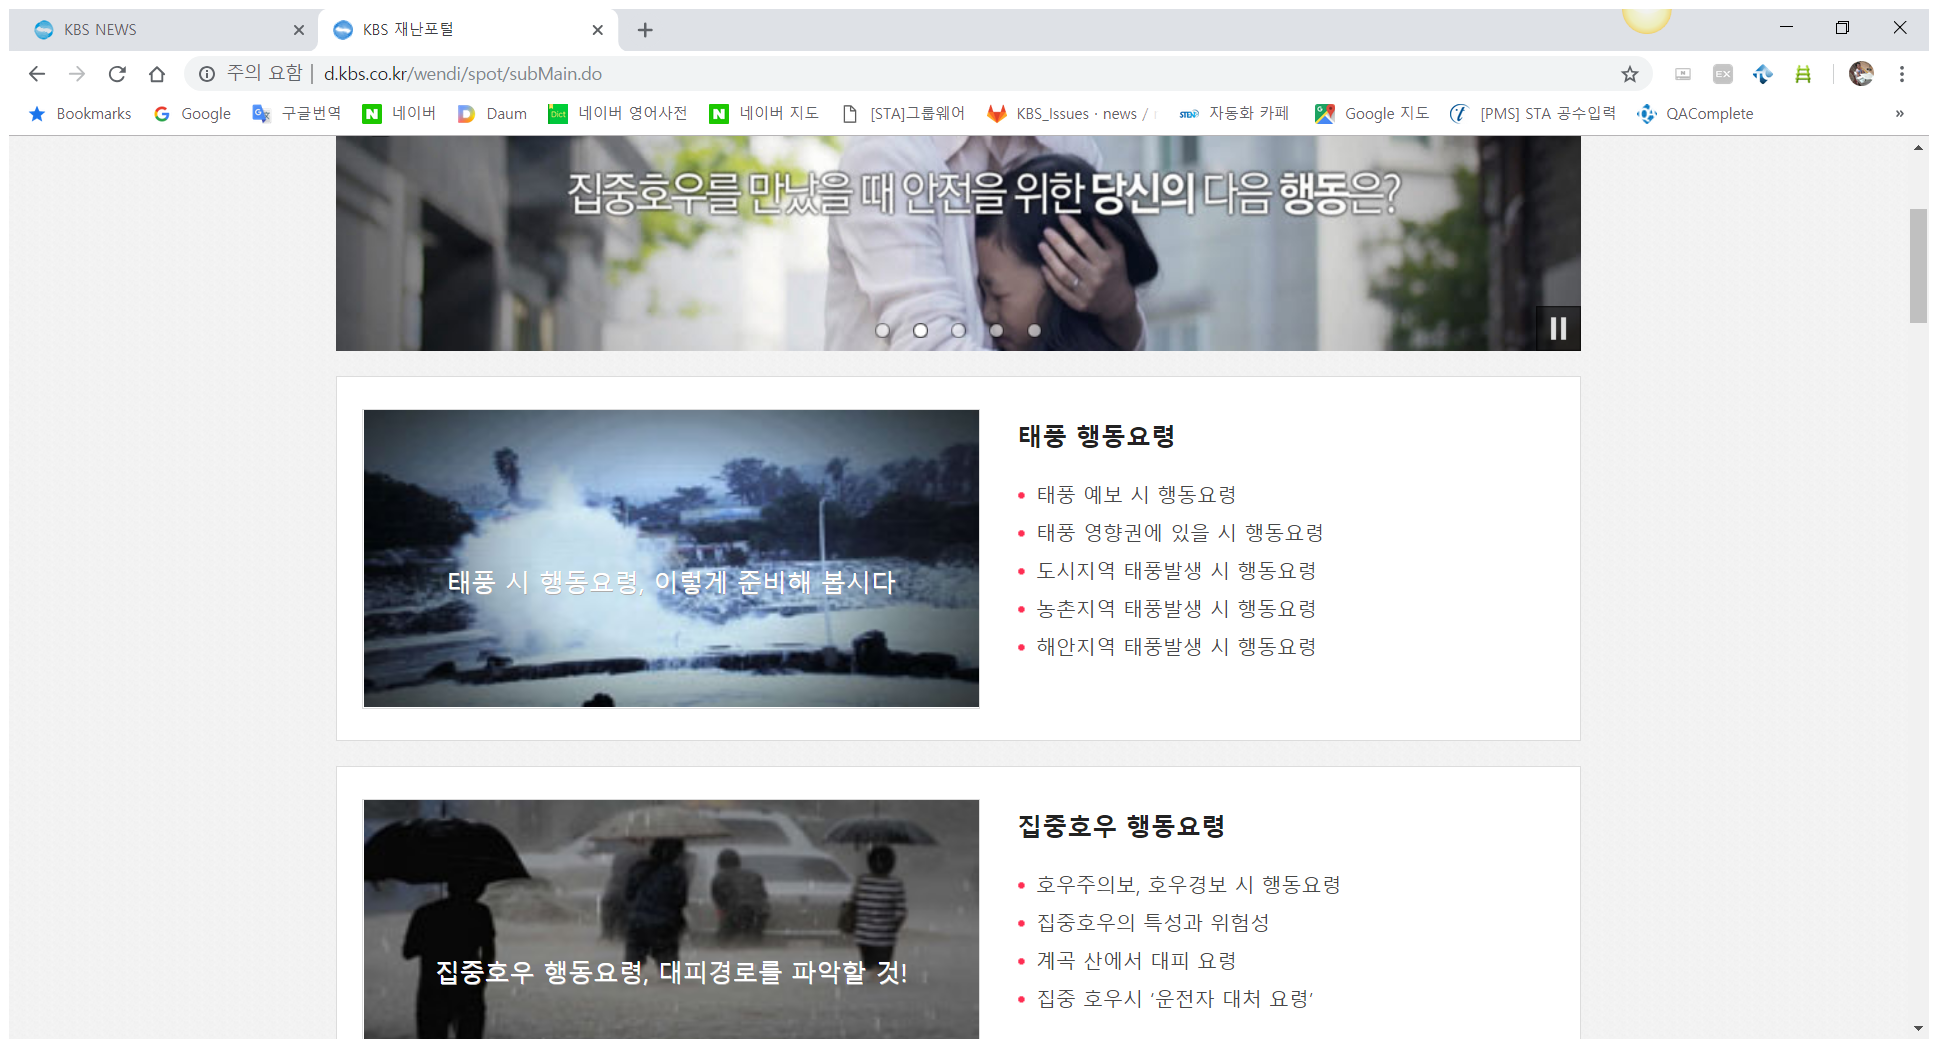 KBS NEWS
KBS 재난포털
주의 요함 | d.kbs.co.kr/wendi/spot/subMain.do
EX
Bookmarks Google 구글번역 네이버 Daum 네이버 영어사전 네이버 지도 [STA]그룹웨어 KBS_Issues · news / 자동화 카페 Google 지도 [PMS] STA 공수입력 QAComplete »
집중호우를 만났을 때 안전을 위한 당신의 다음 행동은?
태풍 시 행동요령, 이렇게 준비해 봅시다
태풍 행동요령
태풍 예보 시 행동요령
태풍 영향권에 있을 시 행동요령
도시지역 태풍발생 시 행동요령
농촌지역 태풍발생 시 행동요령
해안지역 태풍발생 시 행동요령
집중호우 행동요령, 대피경로를 파악할 것!
집중호우 행동요령
호우주의보, 호우경보 시 행동요령
집중호우의 특성과 위험성
계곡 산에서 대피 요령
집중 호우시 ‘운전자 대처 요령’